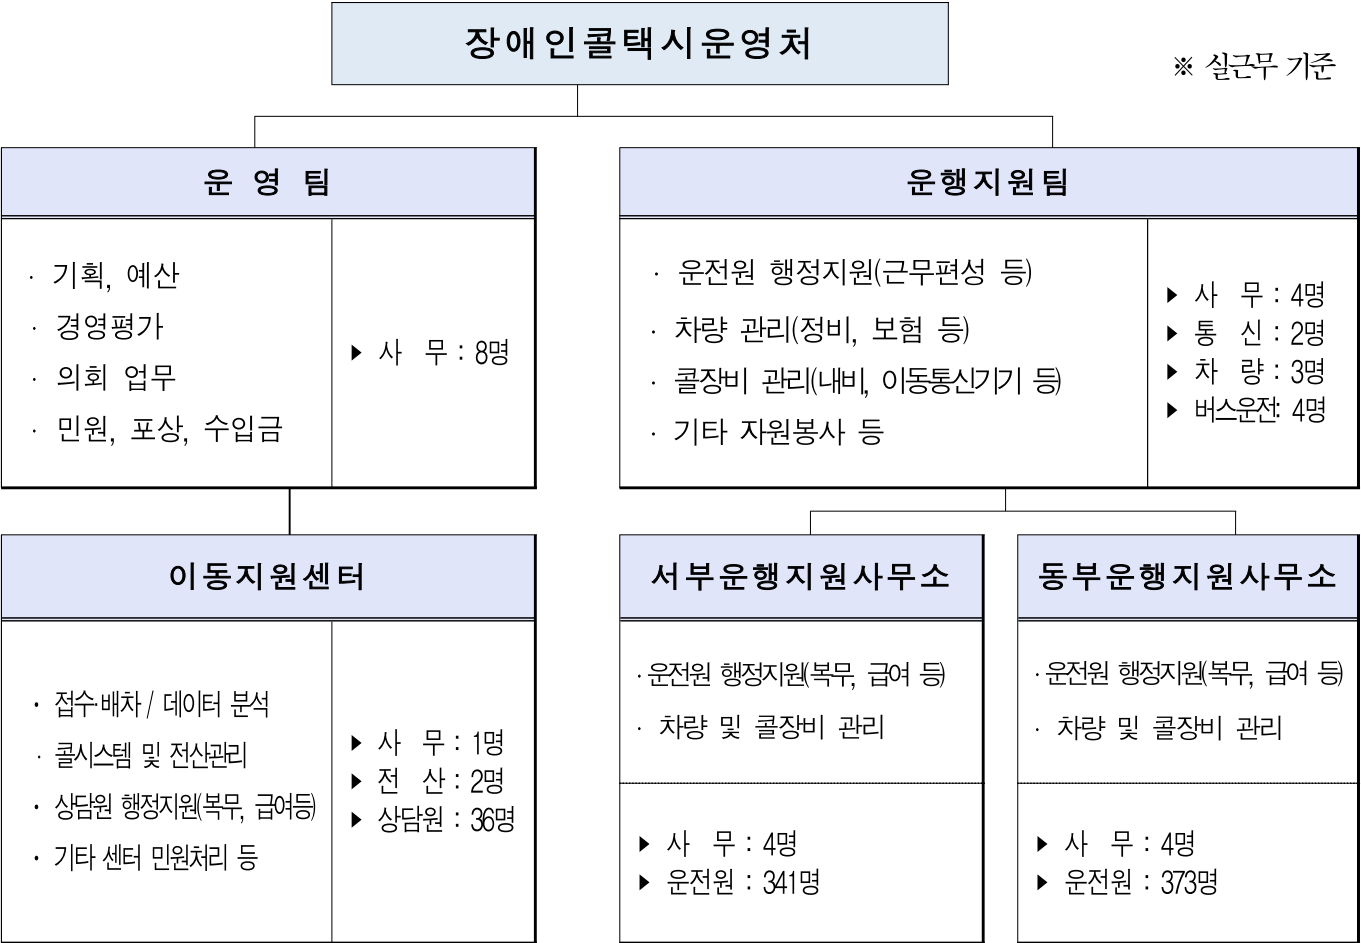 장애인콜택시운영처
※ 실근무 기준
운 영 팀
· 기획, 예산
· 경영평가
· 의회 업무
· 민원, 포상, 수입금
▶ 사 무 : 8명
운행지원팀
· 운전원 행정지원(근무편성 등)
· 차량 관리(정비, 보험 등)
· 콜장비 관리(내비, 이동통신기기 등)
· 기타 자원봉사 등
▶ 사 무 : 4명
▶ 통 신 : 2명
▶ 차 량 : 3명
▶ 버스운전: 4명
이동지원센터
· 접수·배차 / 데이터 분석
· 콜시스템 및 전산관리
· 상담원 행정지원(복무, 급여등)
· 기타 센터 민원처리 등
▶ 사 무 : 1명
▶ 전 산 : 2명
▶ 상담원 : 36명
서부운행지원사무소
· 운전원 행정지원(복무, 급여 등)
· 차량 및 콜장비 관리
▶ 사 무 : 4명
▶ 운전원 : 341명
동부운행지원사무소
· 운전원 행정지원(복무, 급여 등)
· 차량 및 콜장비 관리
▶ 사 무 : 4명
▶ 운전원 : 373명